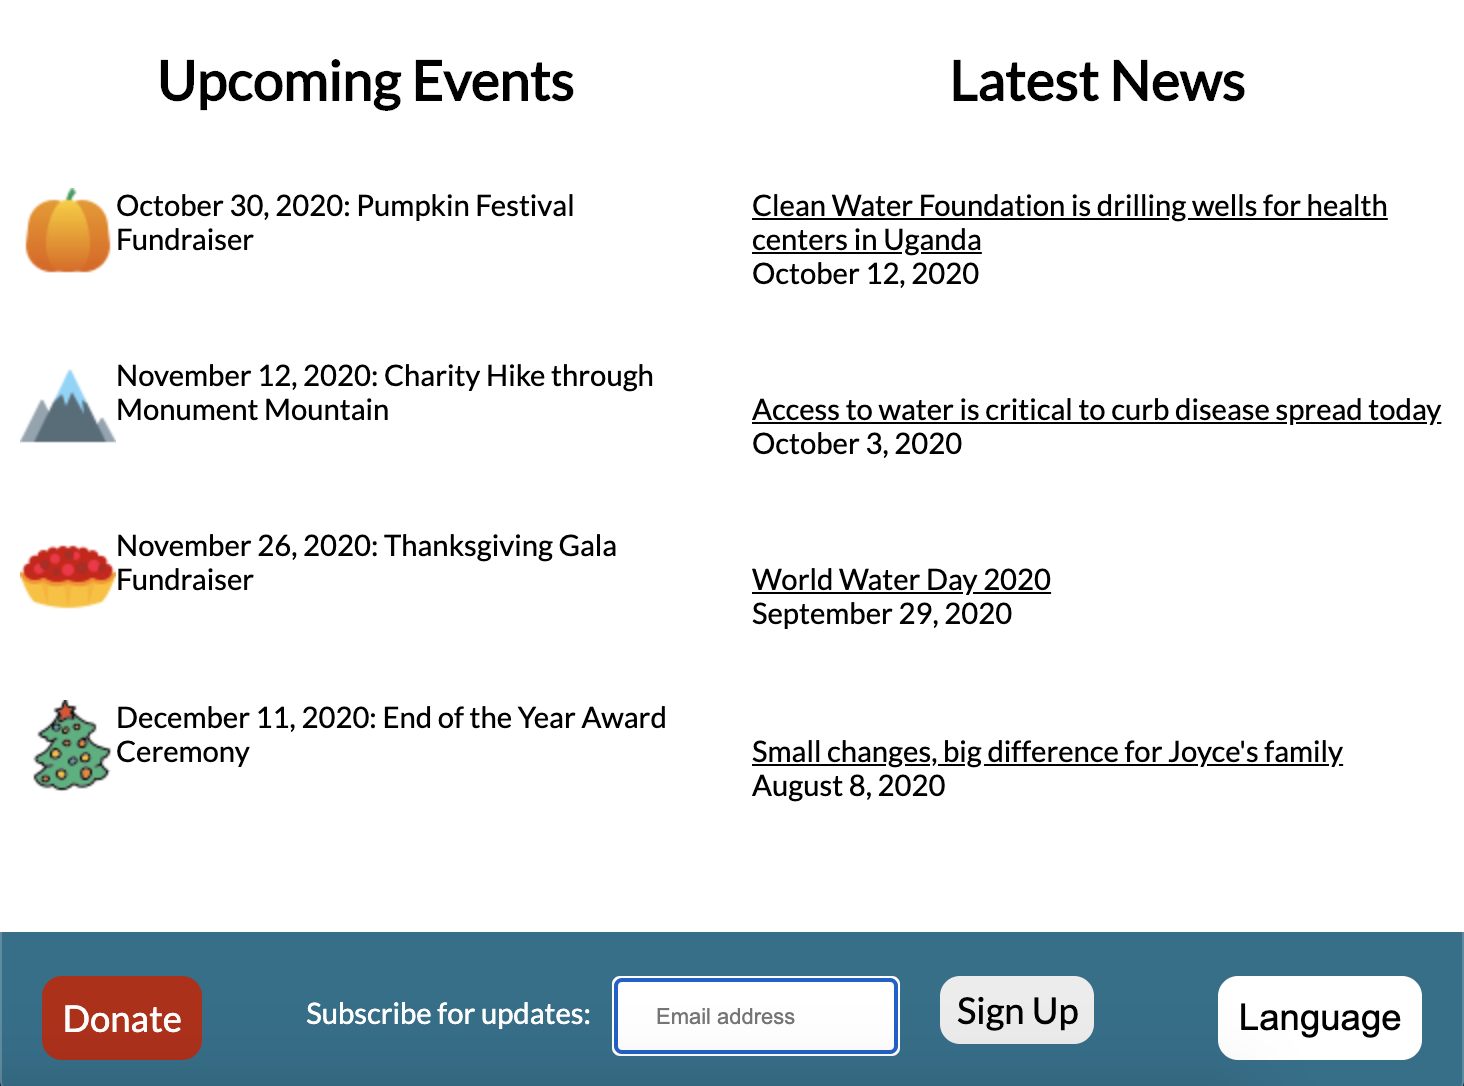 Upcoming Events
October 30, 2020: Pumpkin Festival
Fundraiser
November 12, 2020: Charity Hike through
Monument Mountain
November 26, 2020: Thanksgiving Gala
Fundraiser
December 11, 2020: End of the Year Award
Ceremony
Latest News
Clean Water Foundation is drilling wells for health
centers in Uganda
October 12, 2020
Access to water is critical to curb disease spread today
October 3, 2020
World Water Day 2020
September 29, 2020
Small changes, big difference for Joyce's family
August 8, 2020
Donate
Subscribe for updates:
Email address
Sign Up
Language